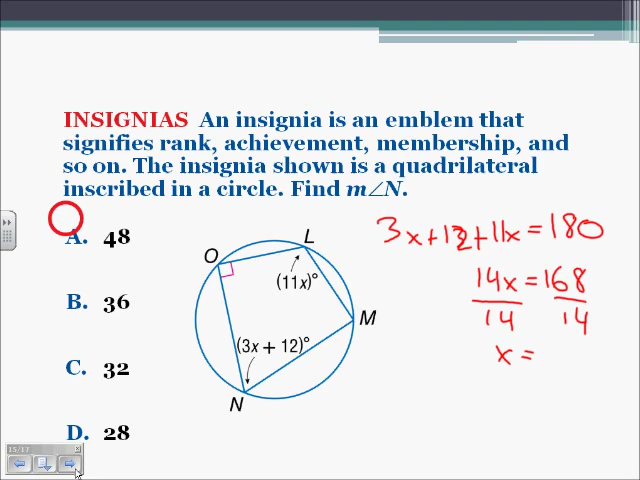 INSIGNIAS An insignia is an emblem that
signifies rank, achievement, membership, and
so on. The insignia shown is a quadrilateral
inscribed in a circle. Find m∠N.
A. 48
B. 36
C. 32
D. 28
L
O
(11x)°
M
(3x + 12)°
N
3x+12+11x=180
14x=168
14 14
x=
15/17